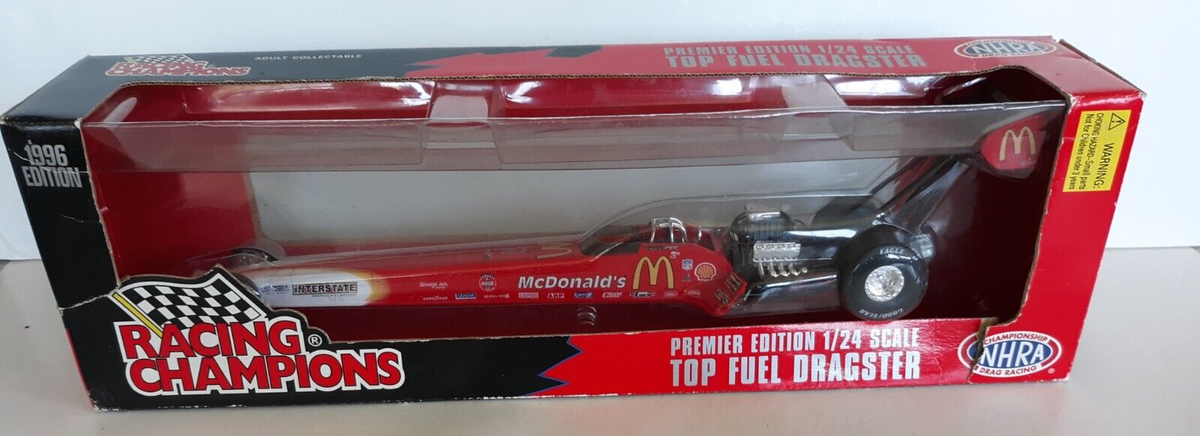 RACING
CHAMPIONS
ADULT COLLECTABLE
PREMIER EDITION 1/24 SCALE
TOP FUEL DRAGSTER
CHAMPIONSHIP
NHRA
1996
EDITION
WARNING:
CHOKING HAZARD-Small parts
Not for Children under 3 years
EAGLE
McDonald's
INTERSTATE
RACING®
CHAMPIONS
PREMIER EDITION 1/24 SCALE
TOP FUEL DRAGSTER
CHAMPIONSHIP
NHRA
DRAG RACING